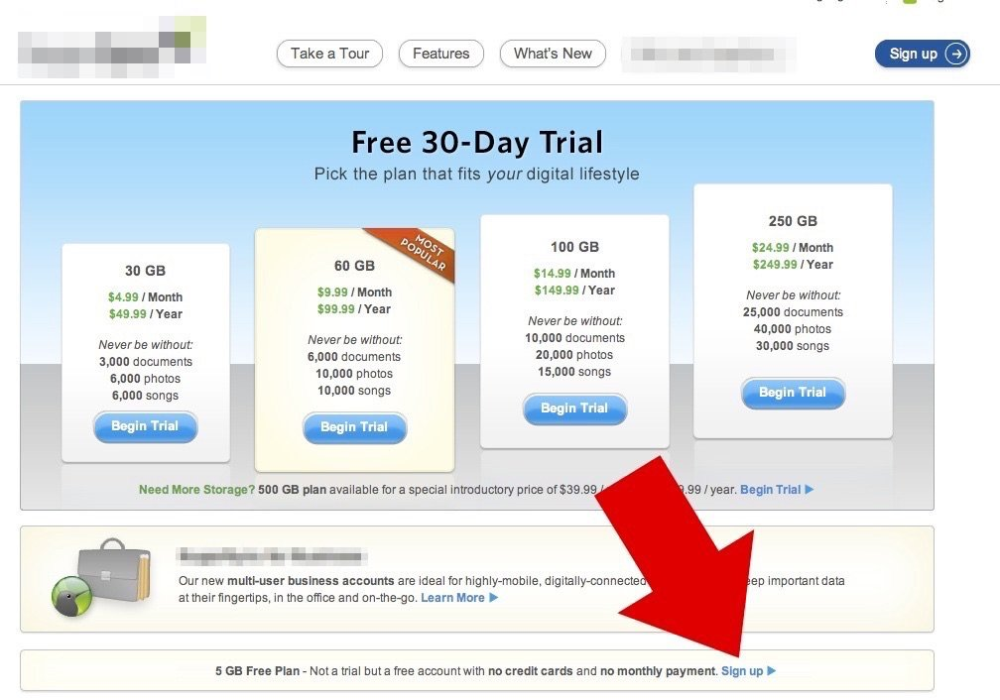 Take a Tour
Features
What's New
Sign up
Free 30-Day Trial
Pick the plan that fits your digital lifestyle
30 GB
$4.99 / Month
$49.99 / Year
Never be without:
3,000 documents
6,000 photos
6,000 songs
Begin Trial
MOST
POPULAR
60 GB
$9.99 / Month
$99.99 / Year
Never be without:
6,000 documents
10,000 photos
10,000 songs
Begin Trial
100 GB
$14.99 / Month
$149.99 / Year
Never be without:
10,000 documents
20,000 photos
15,000 songs
Begin Trial
250 GB
$24.99 / Month
$249.99 / Year
Never be without:
25,000 documents
40,000 photos
30,000 songs
Begin Trial
Need More Storage? 500 GB plan available for a special introductory price of $39.99 / 9.99 / year. Begin Trial
Our new multi-user business accounts are ideal for highly-mobile, digitally-connected important data
at their fingertips, in the office and on-the-go. Learn More
5 GB Free Plan - Not a trial but a free account with no credit cards and no monthly payment. Sign up